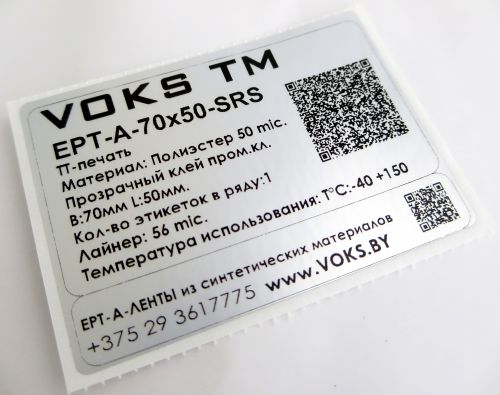 VOKS TM
EPT-A-70x50-SRS
ТТ-печать
Материал: Полиэстер 50 mic.
Прозрачный клей пром.кл.
B:70мм L:50мм.
Кол-во этикеток в ряду:1
Лайнер: 56 mic.
Температура использования: T°C:-40 +150
EPT-A-ЛЕНТЫ из синтетических материалов
+375 29 3617775 www.VOKS.BY